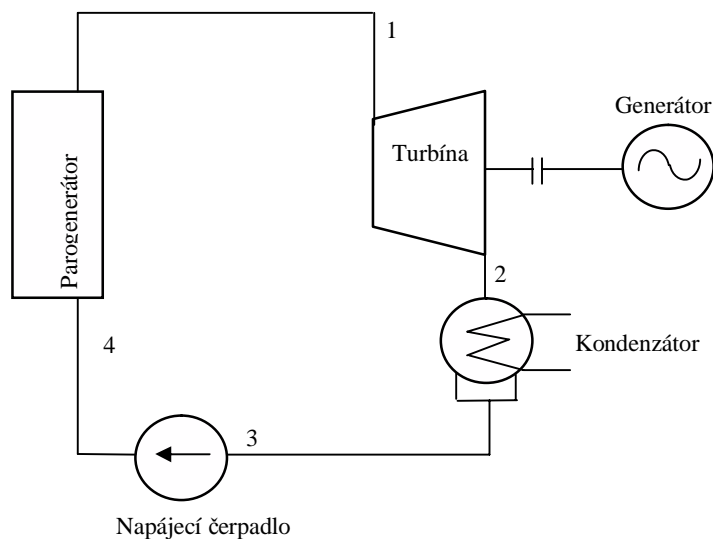 1
Generátor
Turbína
Parogenerátor
2
4
Kondenzátor
3
Napájecí čerpadlo